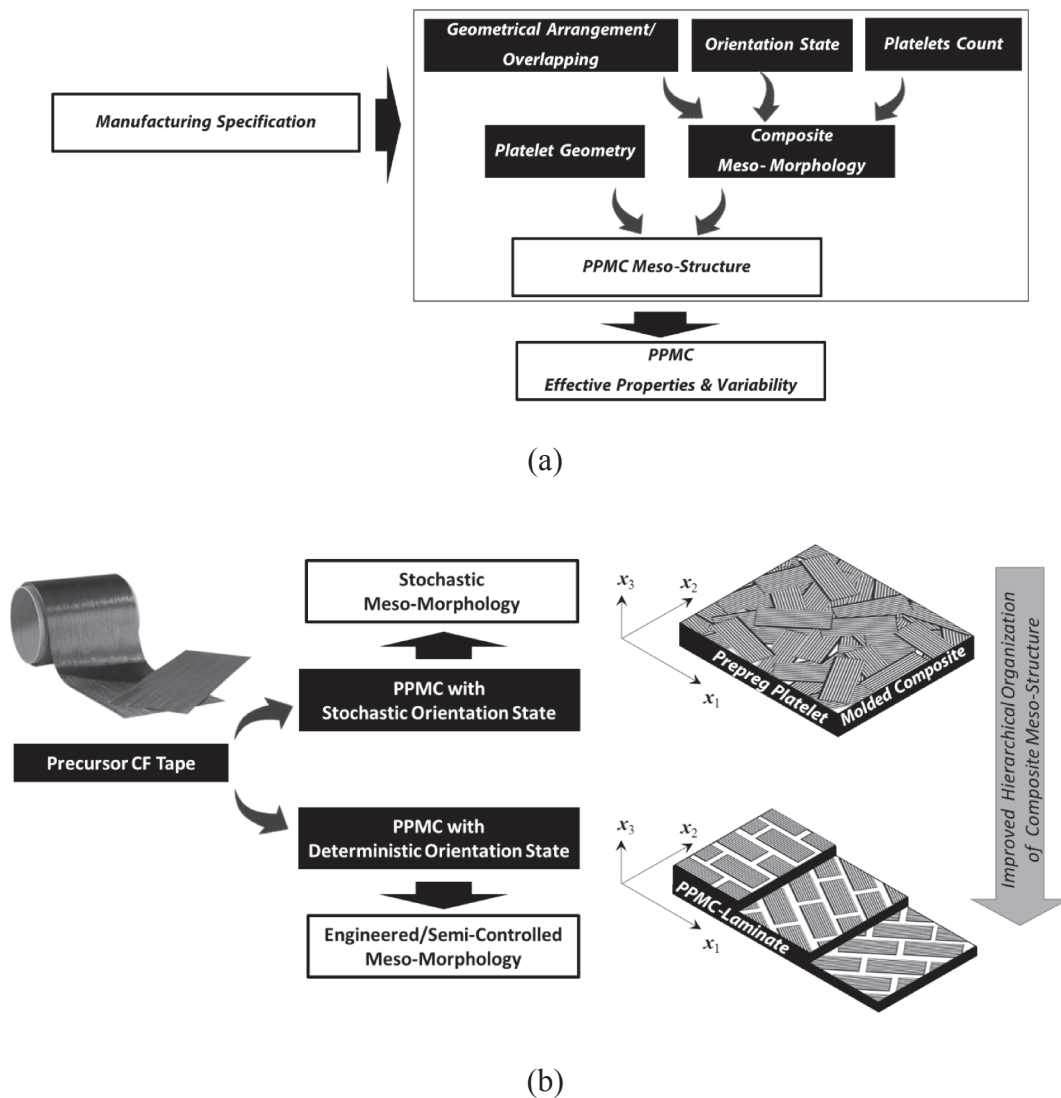 Geometrical Arrangement/
Overlapping
Orientation State
Platelets Count
Manufacturing Specification
Platelet Geometry
Composite
Meso- Morphology
PPMC Meso-Structure
PPMC
Effective Properties & Variability
(a)
Stochastic
Meso-Morphology
PPMC with
Stochastic Orientation State
Precursor CF Tape
PPMC with
Deterministic Orientation State
Engineered/Semi-Controlled
Meso-Morphology
x3
x2
x1
Prepreg Platelet
Molded Composite
x3
x2
x1
PPMC-Laminate
Improved Hierarchical Organization
of Composite Meso-Structure
(b)